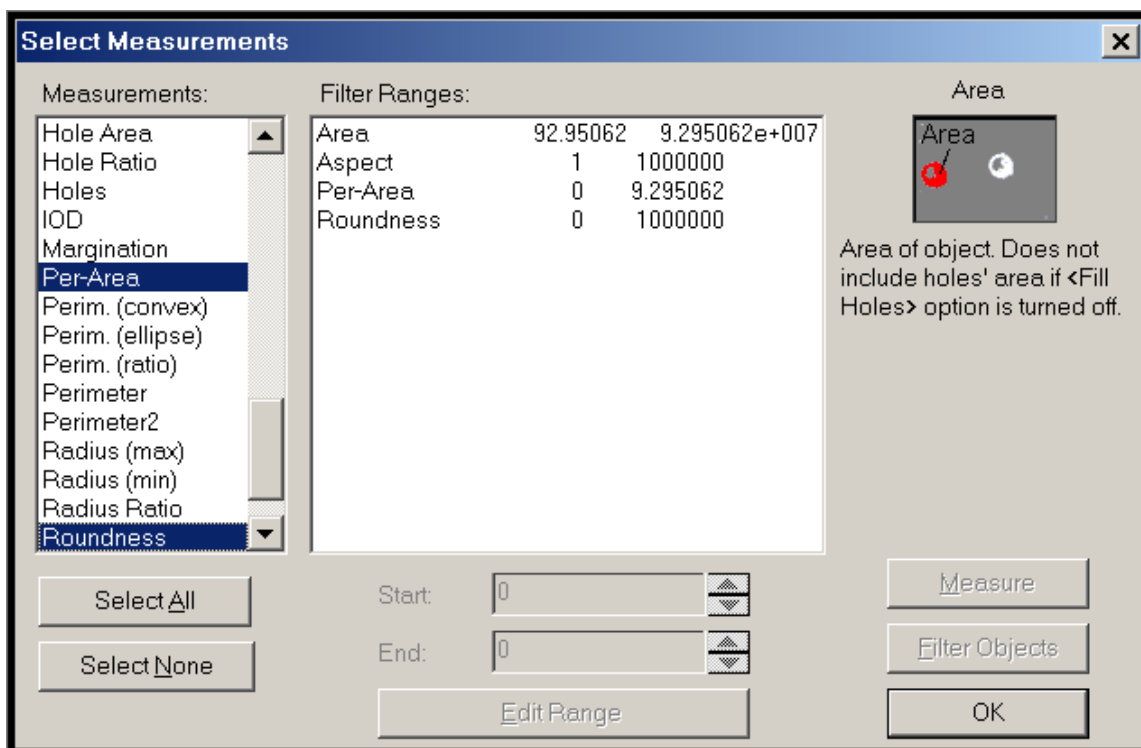 Select Measurements
Measurements:
Hole Area
Hole Ratio
Holes
IOD
Margination
Per-Area
Perim. (convex)
Perim. (ellipse)
Perim. (ratio)
Perimeter
Perimeter2
Radius (max)
Radius (min)
Radius Ratio
Roundness
Select All
Select None
Filter Ranges:
Area 92.95062 9.295062e+007
Aspect 1 1000000
Per-Area 0 9.295062
Roundness 0 1000000
Start: 0
End: 0
Edit Range
Area
Area
Area of object. Does not
include holes' area if <Fill
Holes> option is turned off.
Measure
Filter Objects
OK